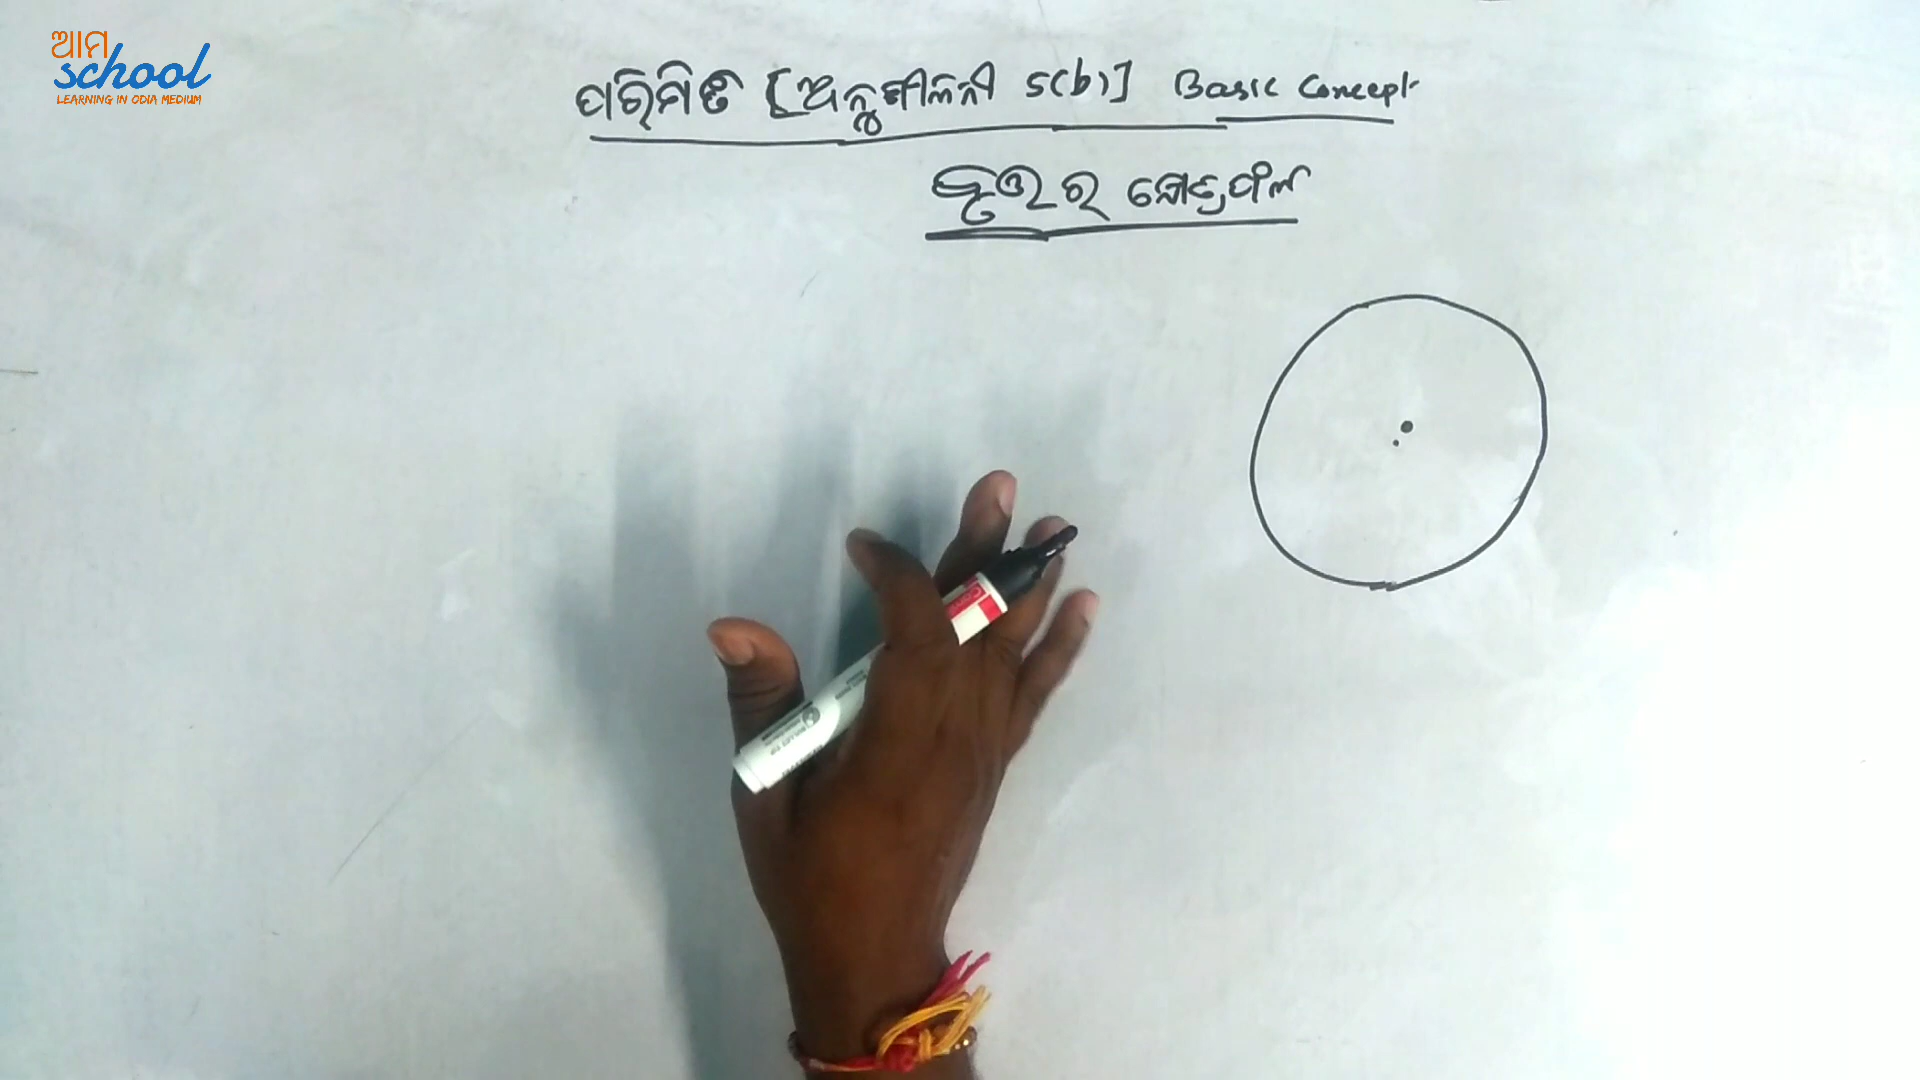 ଆମ
school
LEARNING IN ODIA MEDIUM
ପରିମିତି [ଅନୁଶୀଳନୀ 5(b)] Basic Concept
ବୃତ୍ତର କ୍ଷେତ୍ରଫଳ